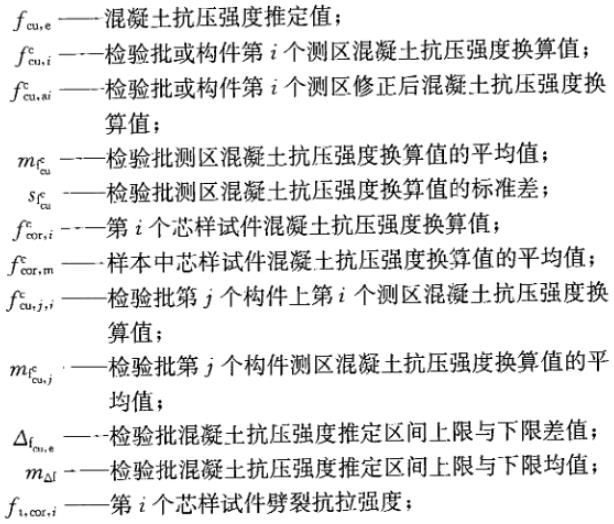 f_{cu,e}——混凝土抗压强度推定值；
f^c_{cu,i}——检验批或构件第 i 个测区混凝土抗压强度换算值；
f^c_{cu,ai}——检验批或构件第 i 个测区修正后混凝土抗压强度换
算值；
m_{f^c_{cu}}——检验批测区混凝土抗压强度换算值的平均值；
s_{f^c_{cu}}——检验批测区混凝土抗压强度换算值的标准差；
f^c_{cor,i}——第 i 个芯样试件混凝土抗压强度换算值；
f^c_{cor,m}——样本中芯样试件混凝土抗压强度换算值的平均值；
f^c_{cu,j,i}——检验批第 j 个构件上第 i 个测区混凝土抗压强度换
算值；
m_{f^c_{cu,j}}——检验批第 j 个构件测区混凝土抗压强度换算值的平
均值；
Δ_{f_{cu,e}}——检验批混凝土抗压强度推定区间上限与下限差值；
m_{Δf}——检验批混凝土抗压强度推定区间上限与下限均值；
f_{t,cor,i}——第 i 个芯样试件劈裂抗拉强度；